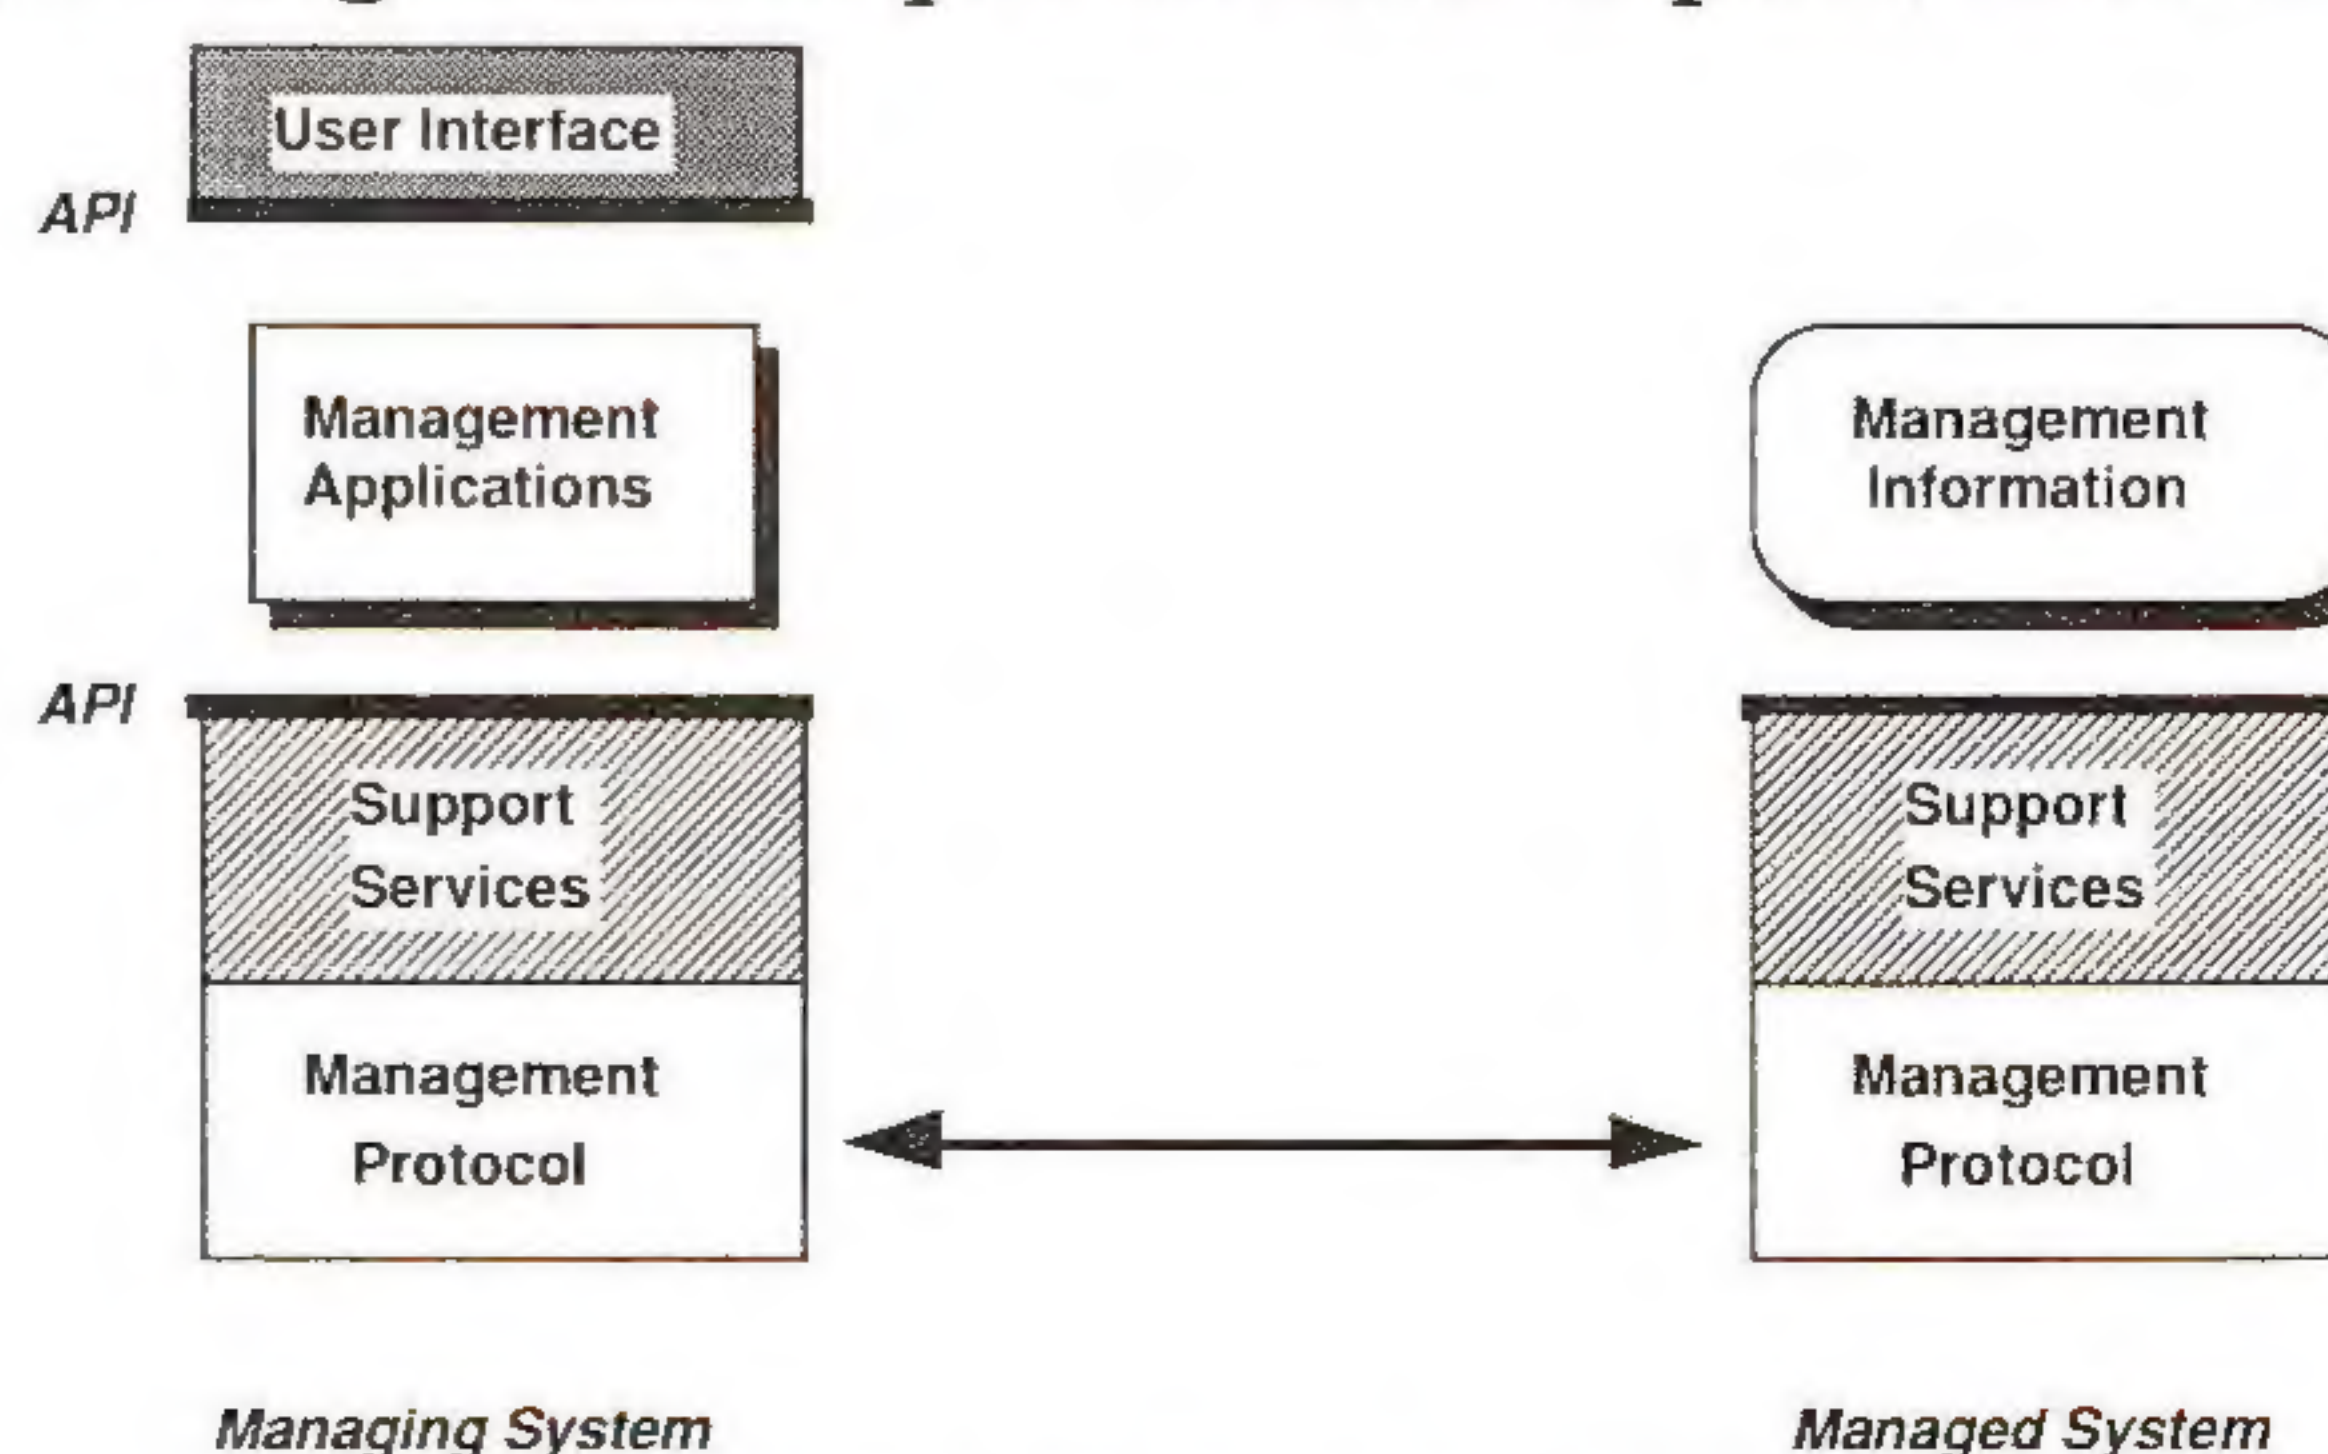 User Interface
API
Management
Applications
Management
Information
API
Support
Services
Support
Services
Management
Protocol
Management
Protocol
Managing System
Managed System